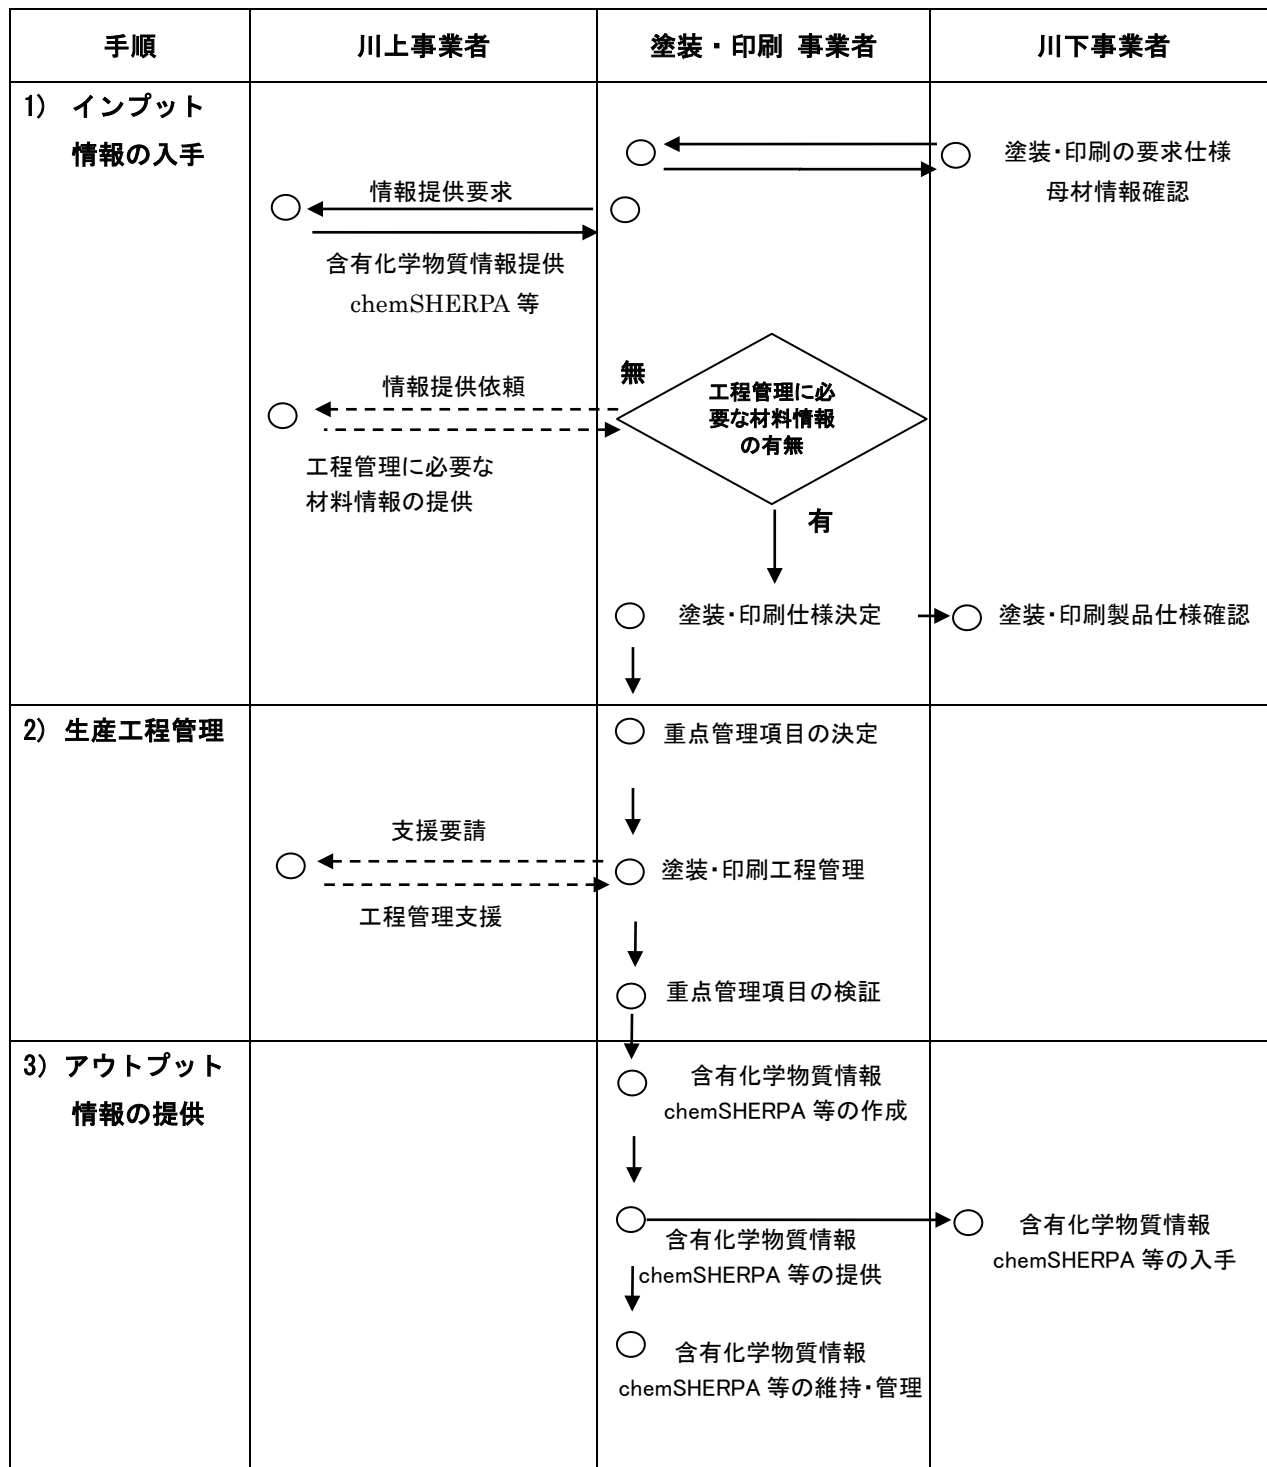 手順
川上事業者
塗装・印刷 事業者
川下事業者
1) インプット
情報の入手
塗装・印刷の要求仕様
母材情報確認
情報提供要求
含有化学物質情報提供
chemSHERPA 等
無
工程管理に必
要な材料情報
の有無
情報提供依頼
工程管理に必要な
材料情報の提供
有
塗装・印刷仕様決定
塗装・印刷製品仕様確認
2) 生産工程管理
重点管理項目の決定
支援要請
塗装・印刷工程管理
工程管理支援
重点管理項目の検証
3) アウトプット
情報の提供
含有化学物質情報
chemSHERPA 等の作成
含有化学物質情報
chemSHERPA 等の提供
含有化学物質情報
chemSHERPA 等の入手
含有化学物質情報
chemSHERPA 等の維持・管理